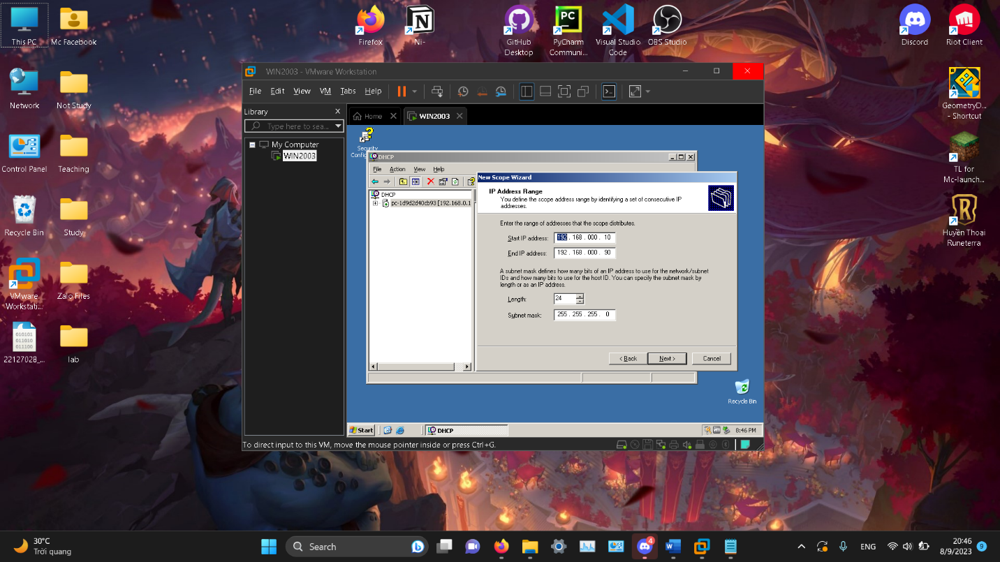 This PC
Mc Facebook
Firefox
Ni-
GitHub
Desktop
PyCharm
Communi...
Visual Studio
Code
OBS Studio
Discord
Riot Client
Network
Not Study
Control Panel
Teaching
Recycle Bin
Study
VMware
Workstati...
Zalo Files
22127028_...
lab
GeometryD...
- Shortcut
TL for
Mc-launch...
Huyền Thoại
Runeterra
WIN2003 - VMware Workstation
File Edit View VM Tabs Help
Library
Type here to sea...
My Computer
WIN2003
Home
WIN2003
Security
Config
DHCP
File Action View Help
DHCP
pc-1d9d2d40cb93 [192.168.0.1
New Scope Wizard
IP Address Range
You define the scope address range by identifying a set of consecutive IP
addresses.
Enter the range of addresses that the scope distributes.
Start IP address: 192 . 168 . 000 . 10
End IP address: 192 . 168 . 000 . 90
A subnet mask defines how many bits of an IP address to use for the network/subnet
IDs and how many bits to use for the host ID. You can specify the subnet mask by
length or as an IP address.
Length: 24
Subnet mask: 255 . 255 . 255 . 0
< Back Next > Cancel
Recycle Bin
Start DHCP 8:46 PM
To direct input to this VM, move the mouse pointer inside or press Ctrl+G.
30°C
Trời quang
Search
4
ENG
20:46
8/9/2023
9